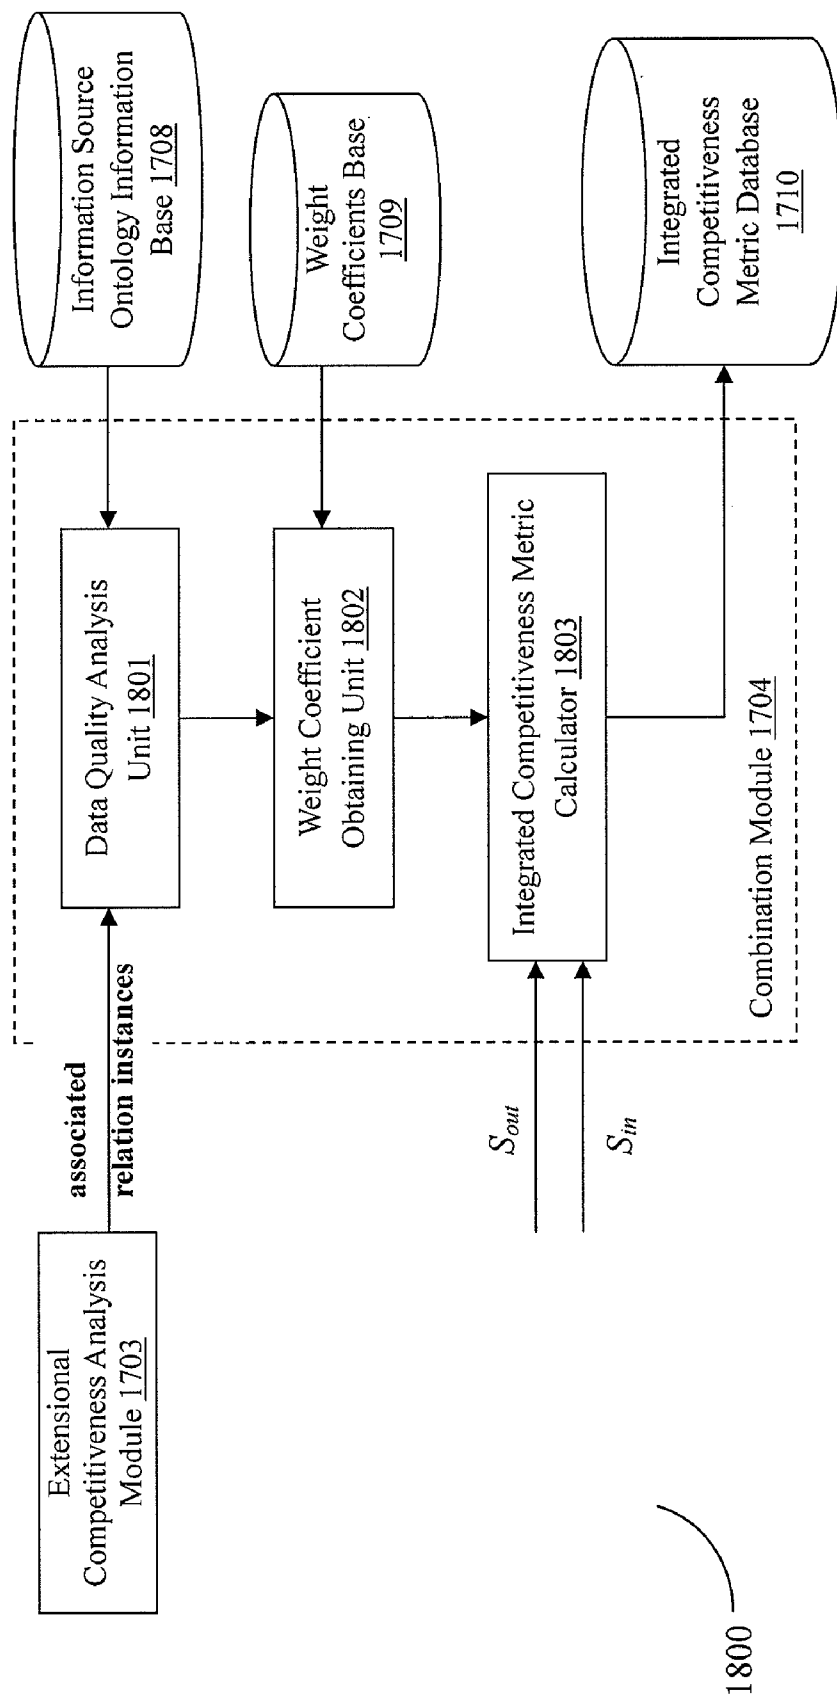 Extensional
Competitiveness Analysis
Module 1703
associated
relation instances
Data Quality Analysis
Unit 1801
Information Source
Ontology Information
Base 1708
Weight Coefficient
Obtaining Unit 1802
Weight
Coefficients Base
1709
Sout
Sin
Integrated Competitiveness Metric
Calculator 1803
Integrated
Competitiveness
Metric Database
1710
Combination Module 1704
1800